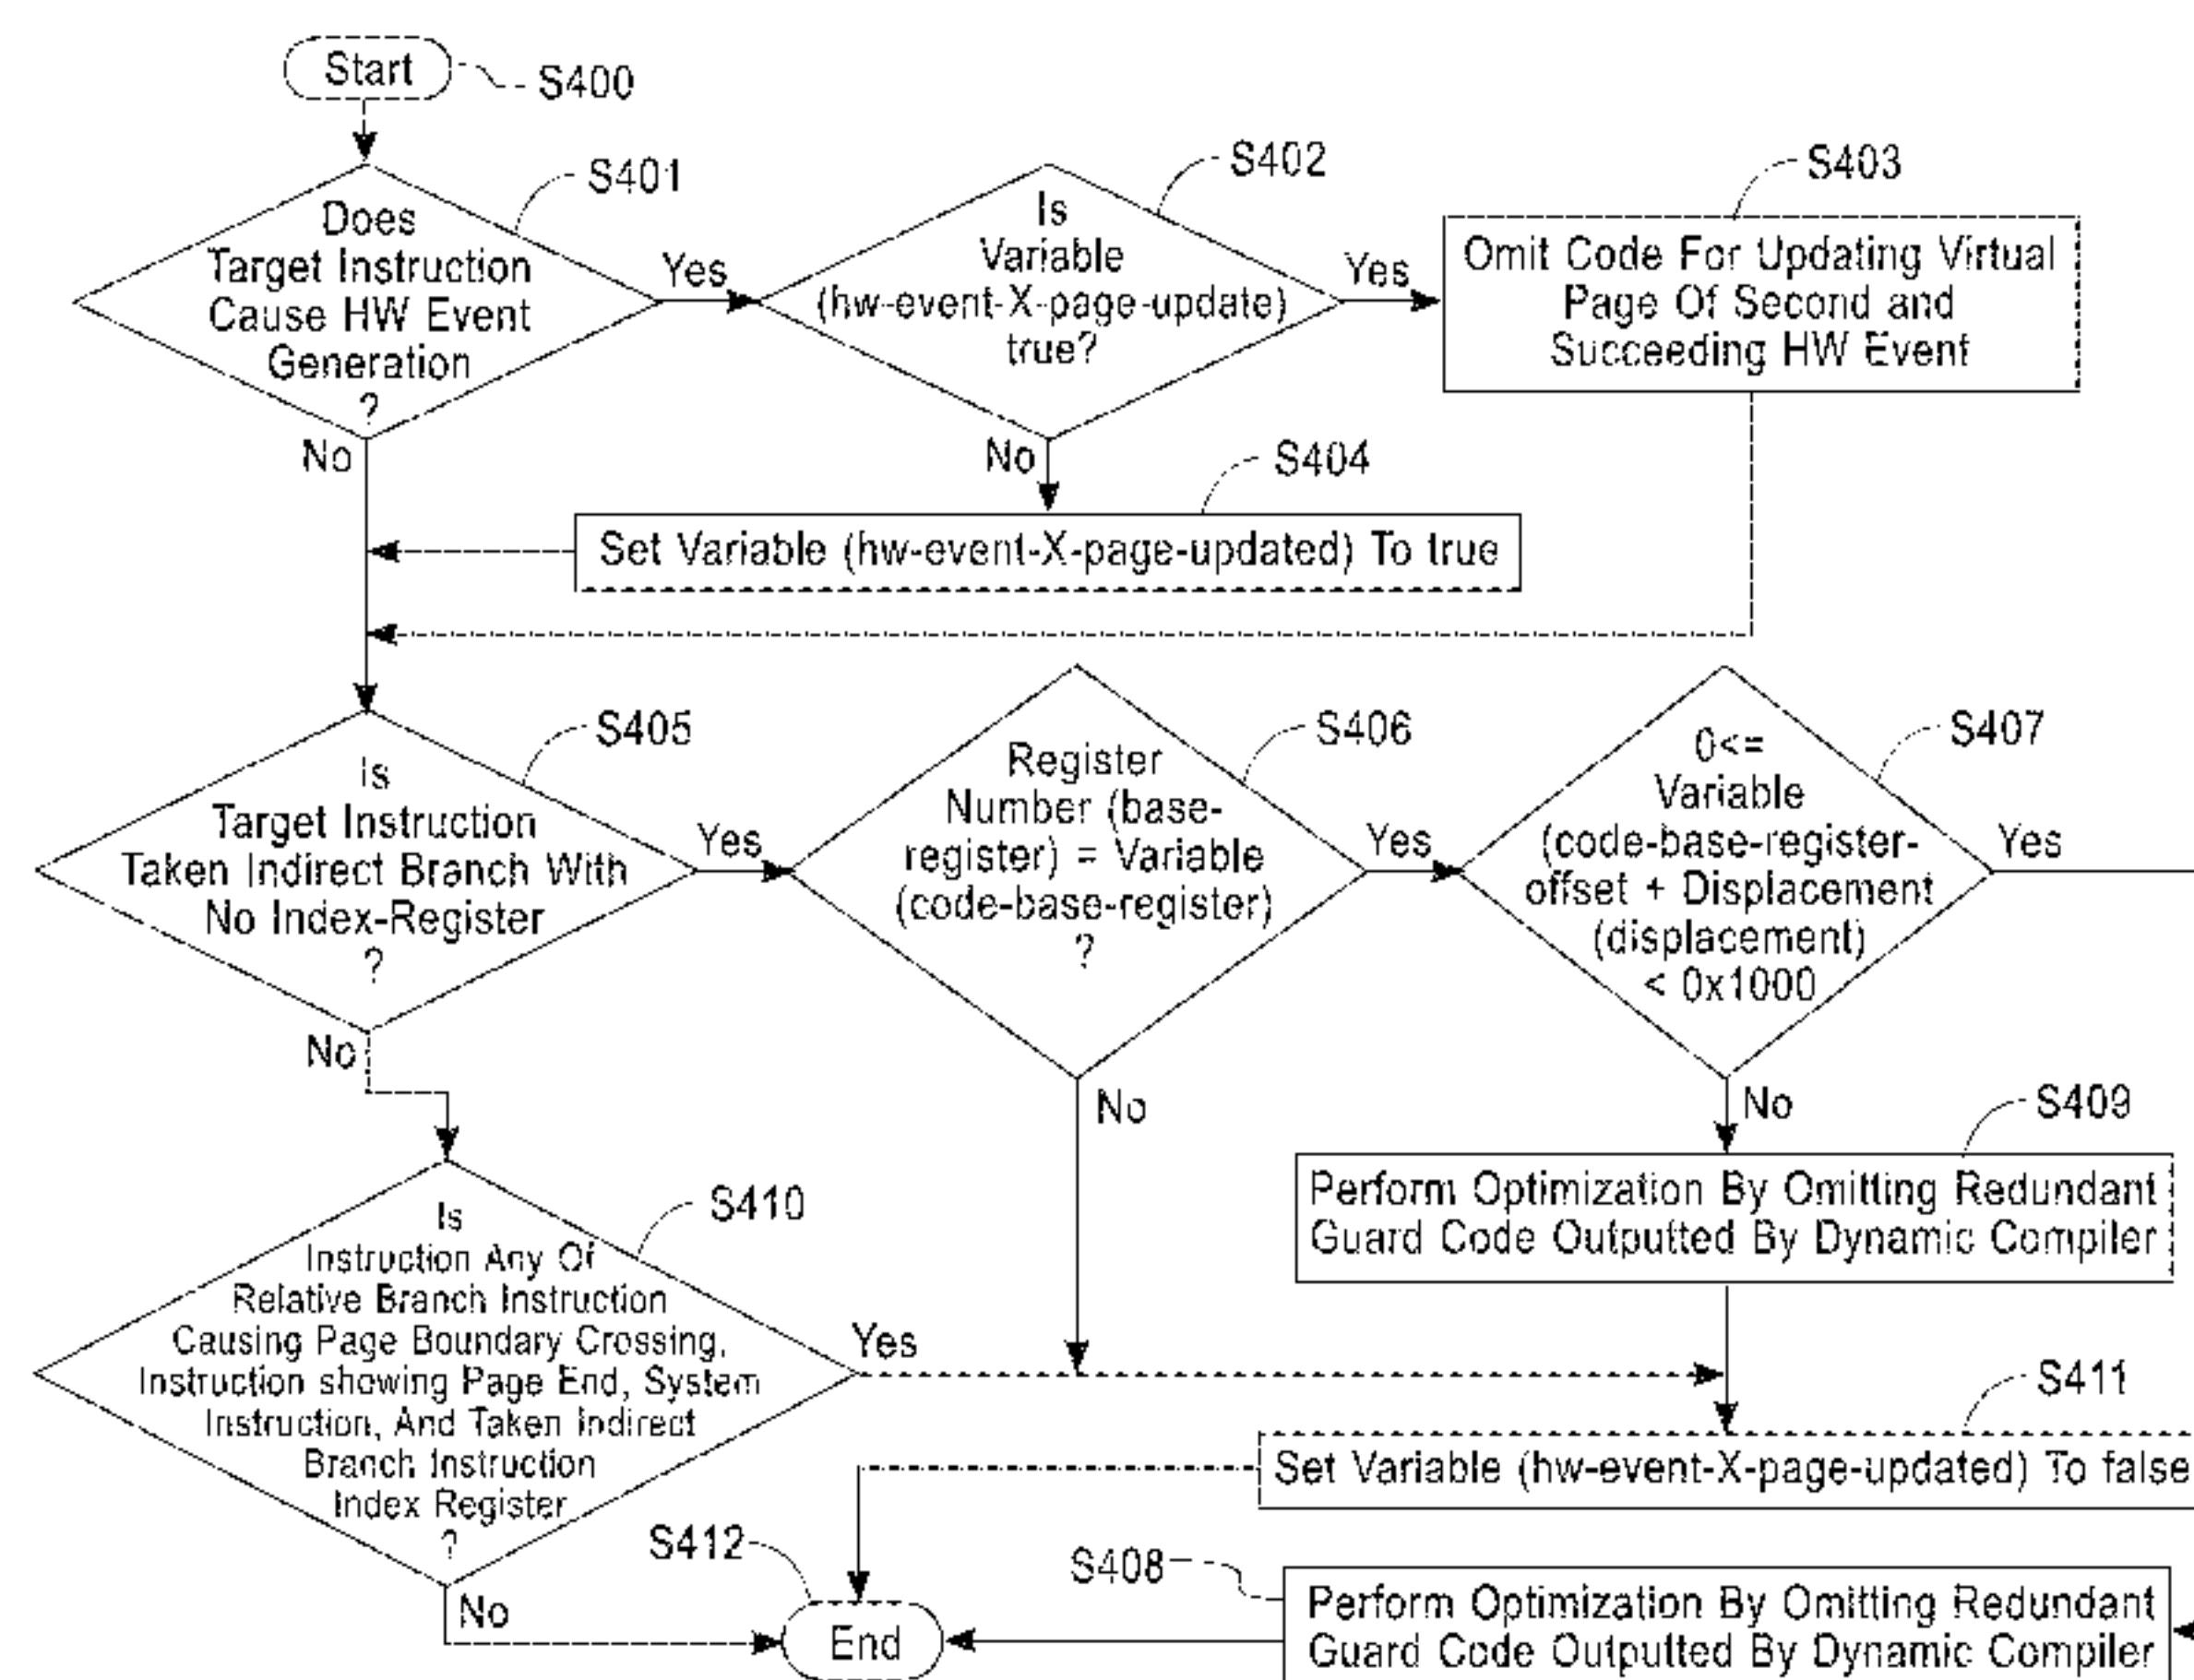 Start
S400
S401
Does
Target Instruction
Cause HW Event
Generation
?
Yes
No
S402
Is
Variable
(hw-event-X-page-update)
true?
Yes
No
S403
Omit Code For Updating Virtual
Page Of Second and
Succeeding HW Event
S404
Set Variable (hw-event-X-page-updated) To true
S405
Is
Target Instruction
Taken Indirect Branch With
No Index-Register
?
Yes
No
S406
Register
Number (base-
register) = Variable
(code-base-register)
?
Yes
No
S407
0<=
Variable
(code-base-register-
offset + Displacement
(displacement)
< 0x1000
Yes
No
S409
Perform Optimization By Omitting Redundant
Guard Code Outputted By Dynamic Compiler
S410
Is
Instruction Any Of
Relative Branch Instruction
Causing Page Boundary Crossing,
Instruction showing Page End, System
Instruction, And Taken Indirect
Branch Instruction
Index Register
?
Yes
No
S411
Set Variable (hw-event-X-page-updated) To false
S412
End
S408
Perform Optimization By Omitting Redundant
Guard Code Outputted By Dynamic Compiler